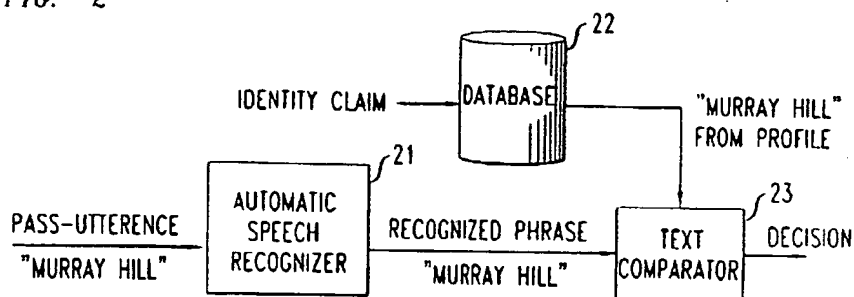 FIG. 2
22
IDENTITY CLAIM
DATABASE
"MURRAY HILL"
FROM PROFILE
21
PASS-UTTERENCE
"MURRAY HILL"
AUTOMATIC
SPEECH
RECOGNIZER
RECOGNIZED PHRASE
"MURRAY HILL"
23
TEXT
COMPARATOR
DECISION